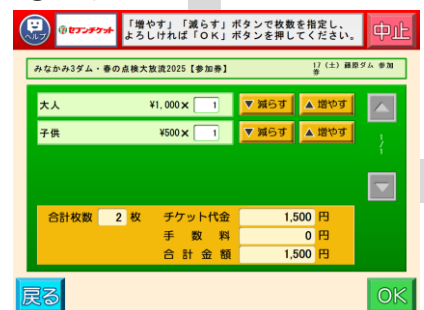 ヘルプ
セブンチケット
「増やす」「減らす」ボタンで枚数を指定し、
よろしければ「OK」ボタンを押してください。
中止
みなかみ3ダム・春の点検大放流2025【参加券】
17（土）藤原ダム 参加
券
大人 ¥1,000× 1 ▼減らす ▲増やす
子供 ¥500× 1 ▼減らす ▲増やす
1/1
合計枚数 2 枚 チケット代金 1,500 円
手数料 0 円
合計金額 1,500 円
戻る
OK